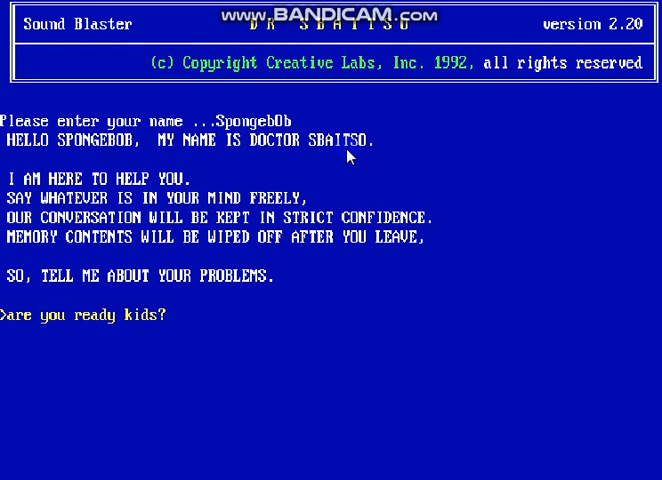 www.BANDICAM.com
Sound Blaster DR SBAITSO version 2.20
(c) Copyright Creative Labs, Inc. 1992, all rights reserved
Please enter your name ...SpongebOb
HELLO SPONGEBOB, MY NAME IS DOCTOR SBAITSO.
I AM HERE TO HELP YOU.
SAY WHATEVER IS IN YOUR MIND FREELY,
OUR CONVERSATION WILL BE KEPT IN STRICT CONFIDENCE.
MEMORY CONTENTS WILL BE WIPED OFF AFTER YOU LEAVE,
SO, TELL ME ABOUT YOUR PROBLEMS.
>are you ready kids?